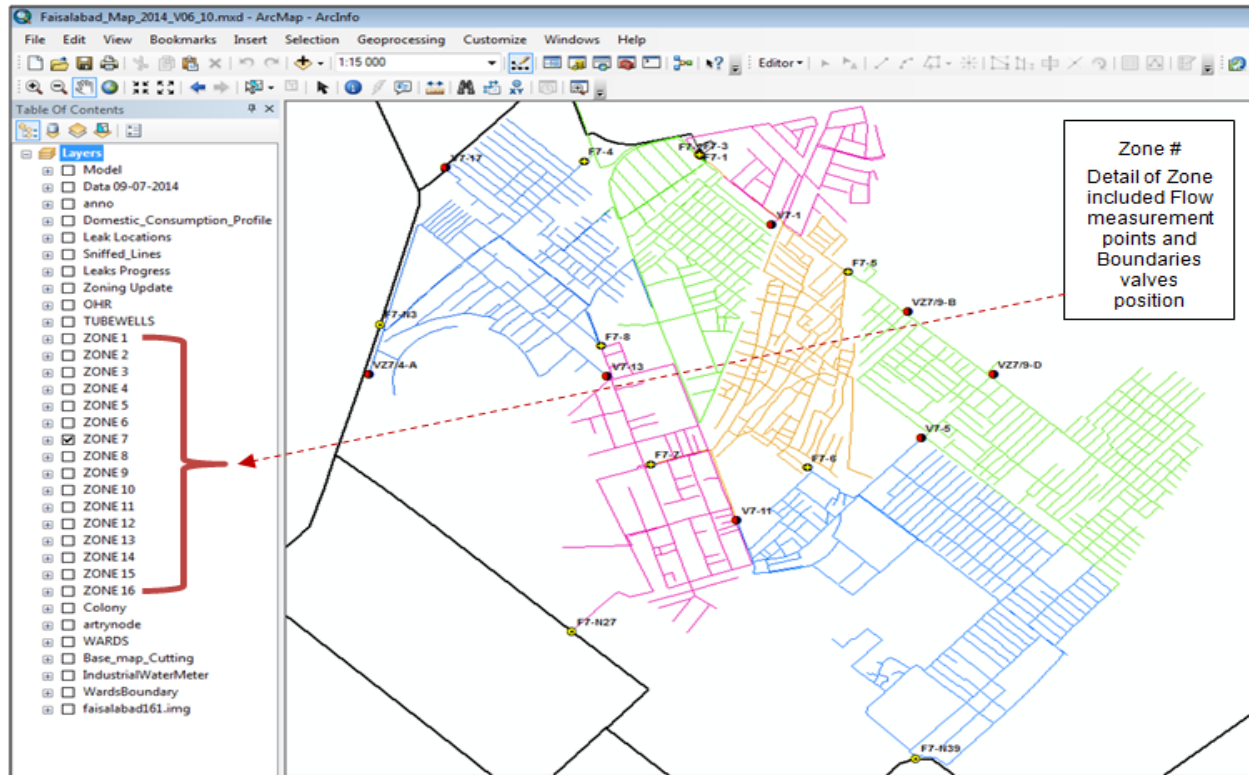 Faisalabad_Map_2014_V06_10.mxd - ArcMap - ArcInfo
File Edit View Bookmarks Insert Selection Geoprocessing Customize Windows Help
1:15 000
Editor
Table Of Contents
Layers
Model
Data 09-07-2014
anno
Domestic_Consumption_Profile
Leak Locations
Sniffed_Lines
Leaks Progress
Zoning Update
OHR
TUBEWELLS
ZONE 1
ZONE 2
ZONE 3
ZONE 4
ZONE 5
ZONE 6
ZONE 7
ZONE 8
ZONE 9
ZONE 10
ZONE 11
ZONE 12
ZONE 13
ZONE 14
ZONE 15
ZONE 16
Colony
artrynode
WARDS
Base_map_Cutting
IndustrialWaterMeter
WardsBoundary
faisalabad161.img
V7-17
F7-4
F7-3
F7-1
V7-1
F7-5
VZ7/9-B
F7-N3
F7-8
VZ7/4-A
V7-13
VZ7/9-D
V7-5
F7-7
F7-6
V7-11
F7-N27
F7-N39
Zone #
Detail of Zone
included Flow
measurement
points and
Boundaries
valves
position